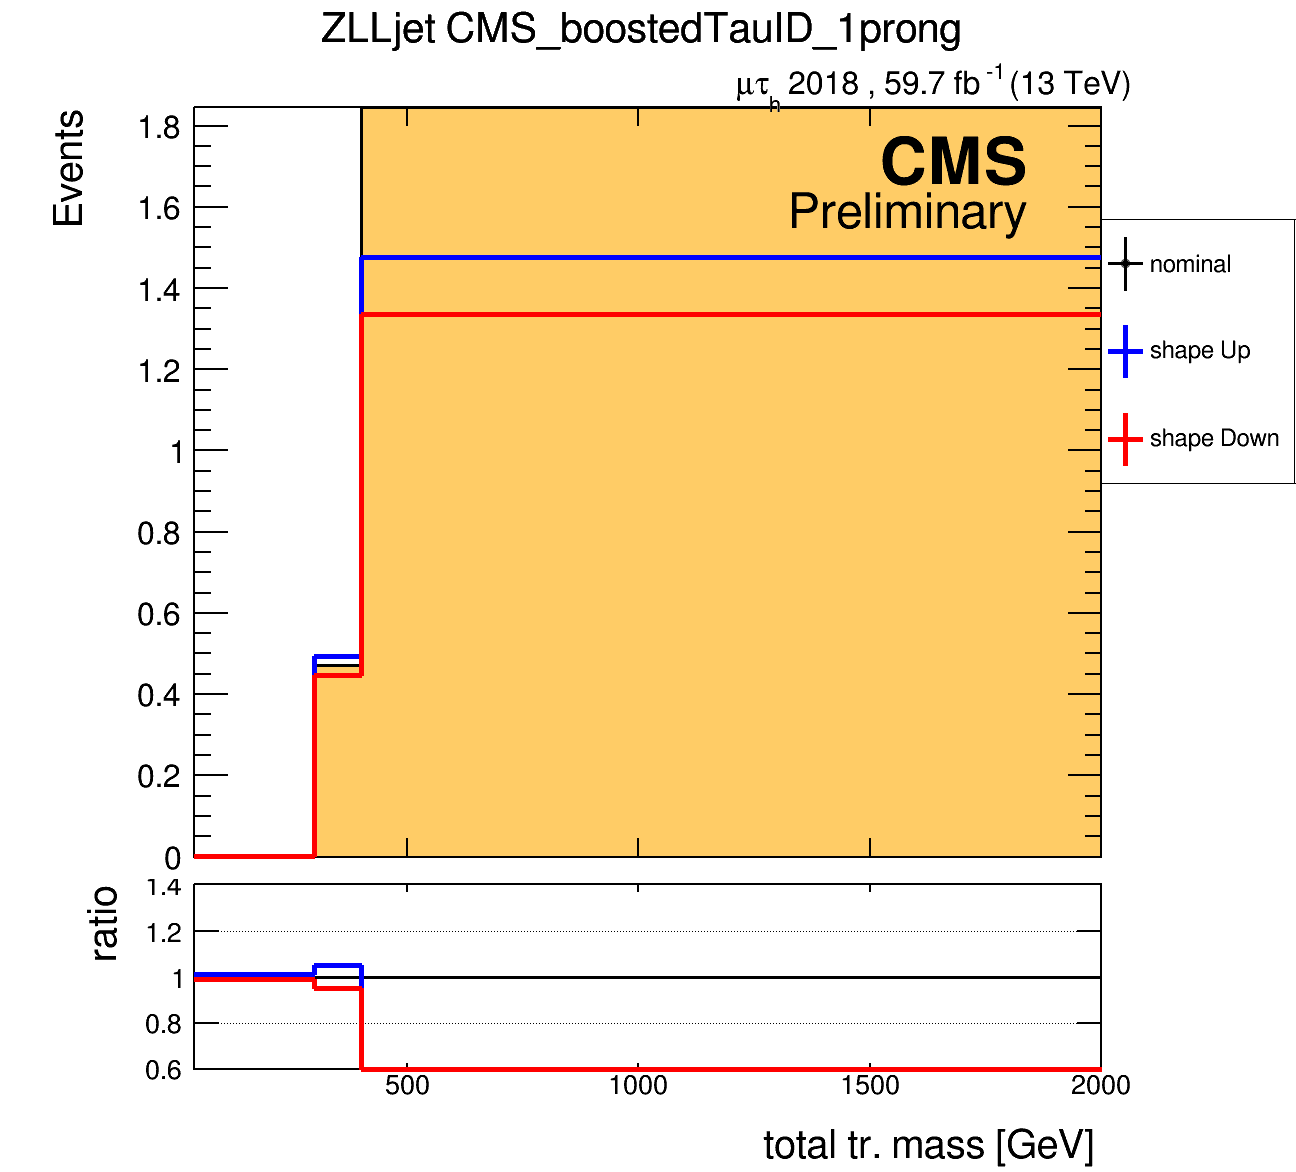 ZLLjet CMS_boostedTauID_1prong
μτh 2018 , 59.7 fb-1 (13 TeV)
Events
1.8
1.6
1.4
1.2
1
0.8
0.6
0.4
0.2
0
CMS
Preliminary
nominal
shape Up
shape Down
ratio
1.4
1.2
1
0.8
0.6
500 1000 1500 2000
total tr. mass [GeV]